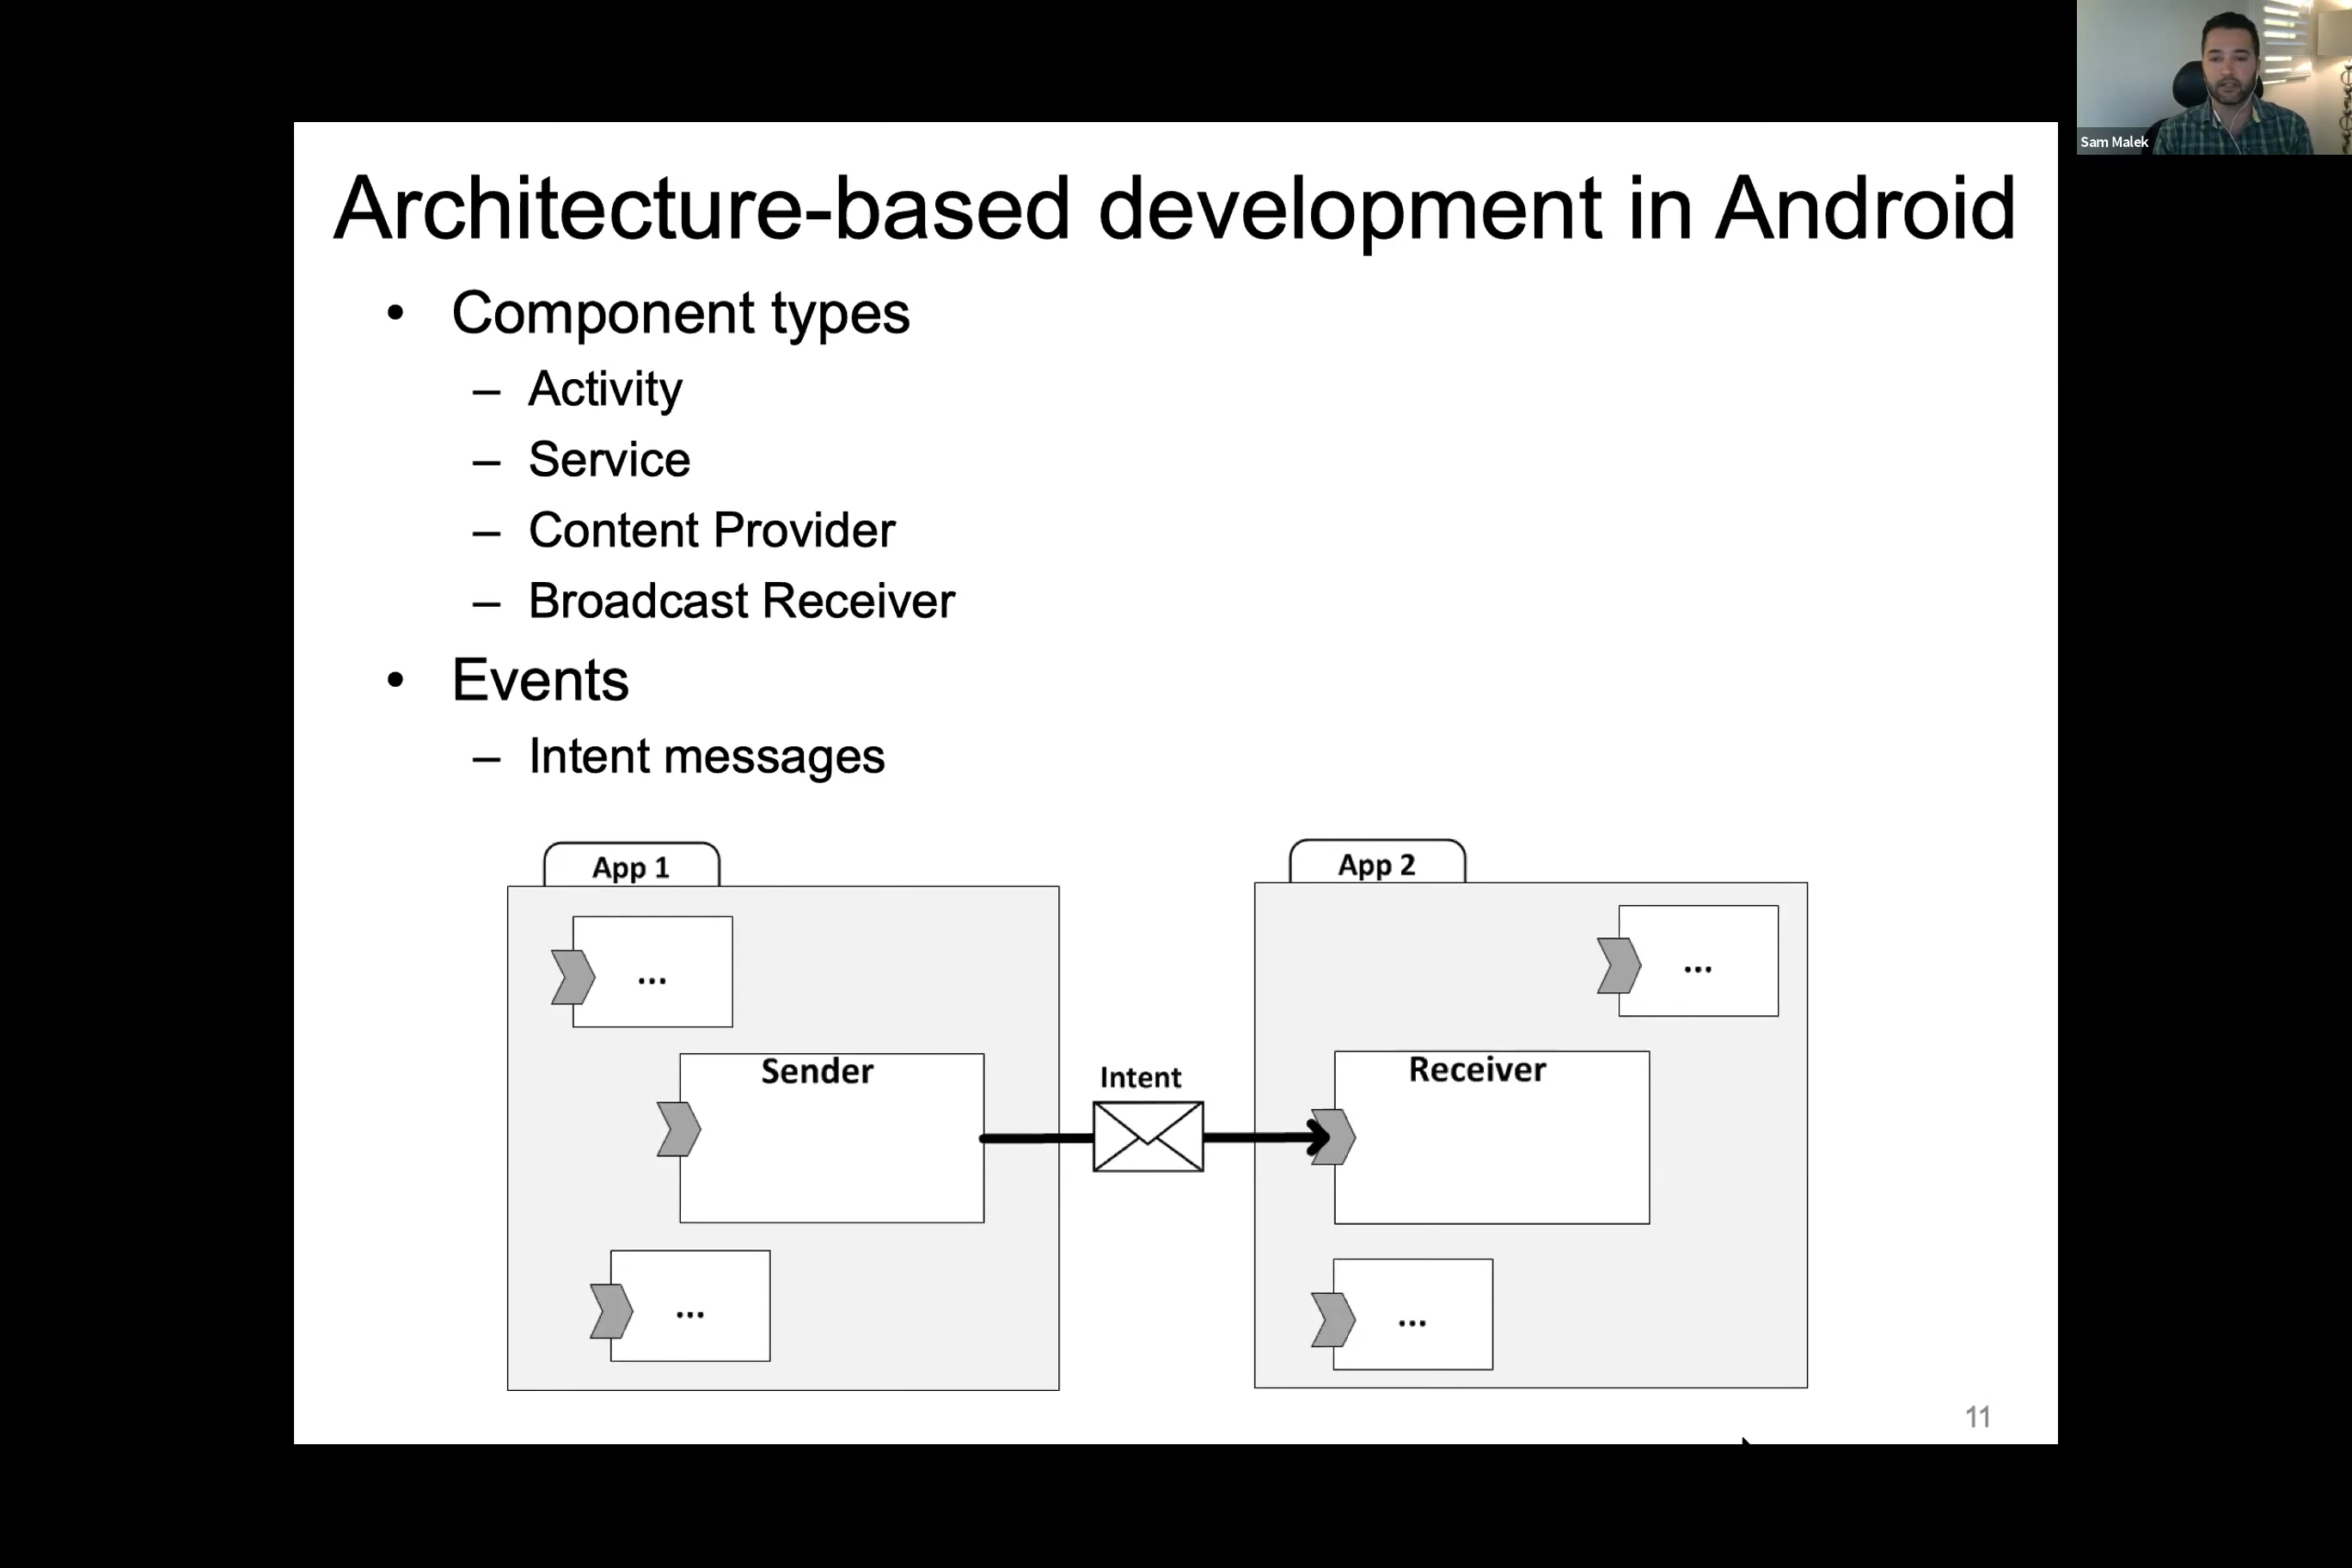 Sam Malek
Architecture-based development in Android
• Component types
– Activity
– Service
– Content Provider
– Broadcast Receiver
• Events
– Intent messages
App 1
App 2
...
...
Sender
Intent
Receiver
...
...
11